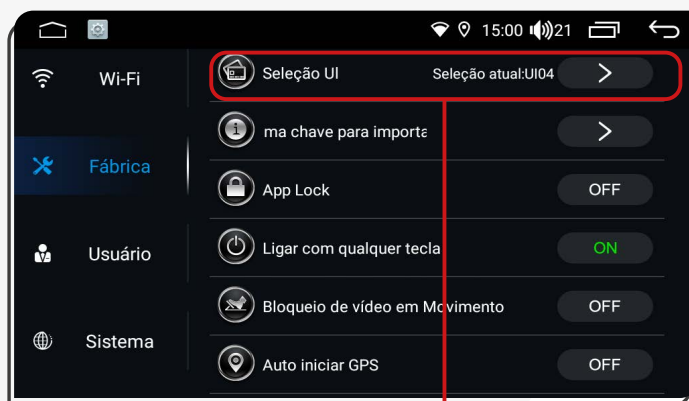 15:00 21
Wi-Fi
Seleção UI Seleção atual:UI04
ma chave para importa
Fábrica
App Lock OFF
Usuário
Ligar com qualquer tecla ON
Bloqueio de vídeo em Movimento OFF
Sistema
Auto iniciar GPS OFF